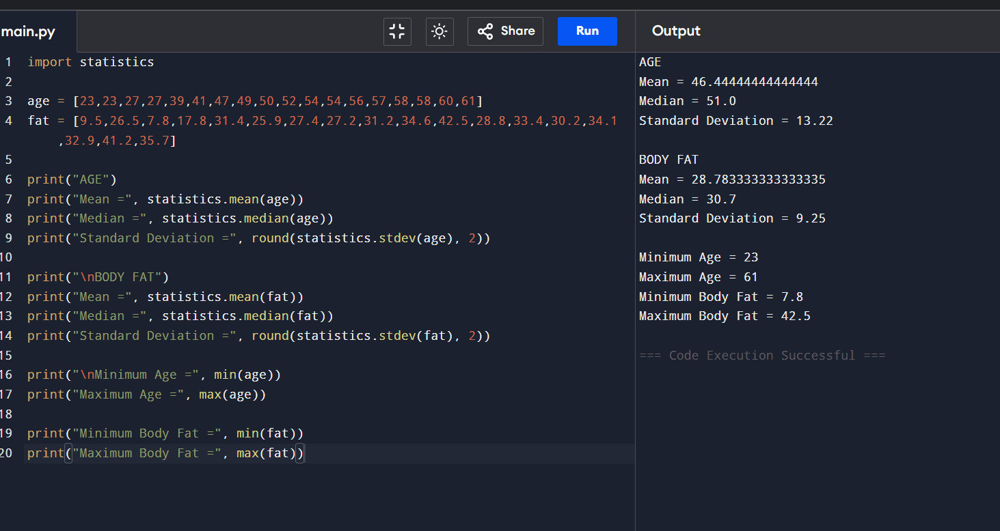 main.py
Share
Run
Output
1 import statistics
2
3 age = [23,23,27,27,39,41,47,49,50,52,54,54,56,57,58,58,60,61]
4 fat = [9.5,26.5,7.8,17.8,31.4,25.9,27.4,27.2,31.2,34.6,42.5,28.8,33.4,30.2,34.1
,32.9,41.2,35.7]
5
6 print("AGE")
7 print("Mean =", statistics.mean(age))
8 print("Median =", statistics.median(age))
9 print("Standard Deviation =", round(statistics.stdev(age), 2))
10
11 print("\nBODY FAT")
12 print("Mean =", statistics.mean(fat))
13 print("Median =", statistics.median(fat))
14 print("Standard Deviation =", round(statistics.stdev(fat), 2))
15
16 print("\nMinimum Age =", min(age))
17 print("Maximum Age =", max(age))
18
19 print("Minimum Body Fat =", min(fat))
20 print("Maximum Body Fat =", max(fat))
AGE
Mean = 46.44444444444444
Median = 51.0
Standard Deviation = 13.22
BODY FAT
Mean = 28.783333333333335
Median = 30.7
Standard Deviation = 9.25
Minimum Age = 23
Maximum Age = 61
Minimum Body Fat = 7.8
Maximum Body Fat = 42.5
=== Code Execution Successful ===